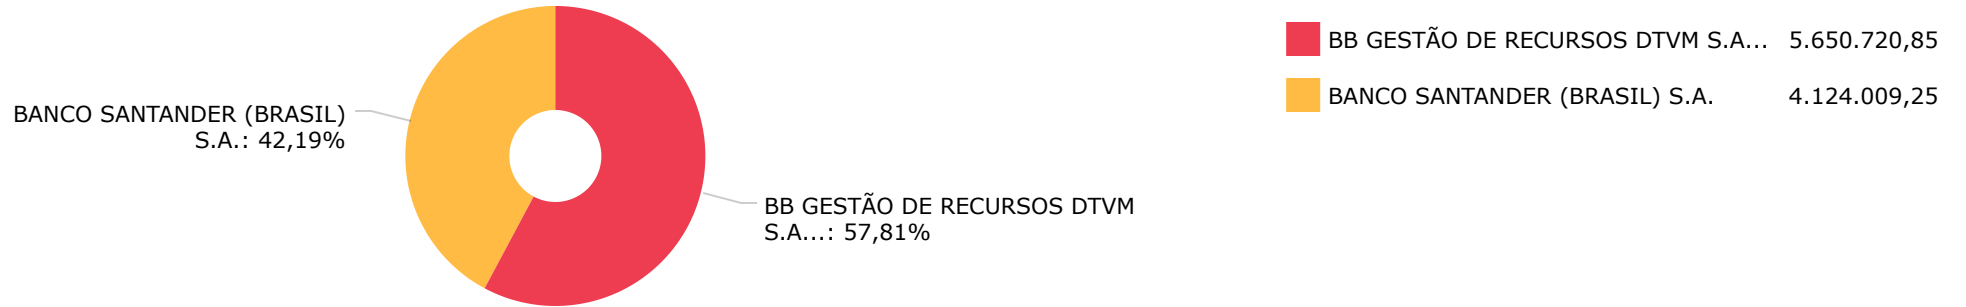 BANCO SANTANDER (BRASIL)
S.A.: 42,19%
BB GESTÃO DE RECURSOS DTVM
S.A...: 57,81%
BB GESTÃO DE RECURSOS DTVM S.A... 5.650.720,85
BANCO SANTANDER (BRASIL) S.A. 4.124.009,25